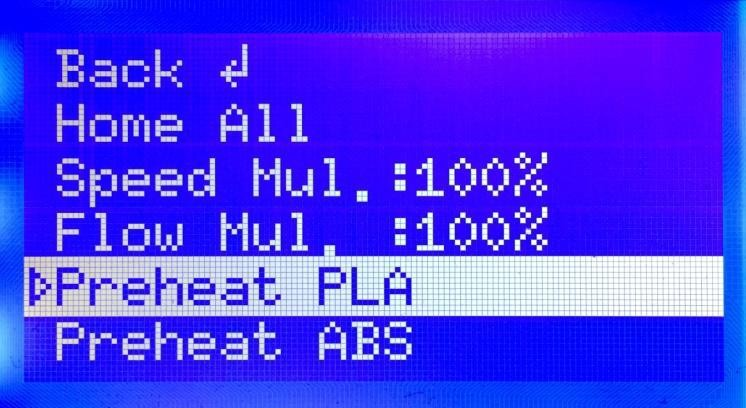 Back ↲
Home All
Speed Mul.:100%
Flow Mul. :100%
Preheat PLA
Preheat ABS